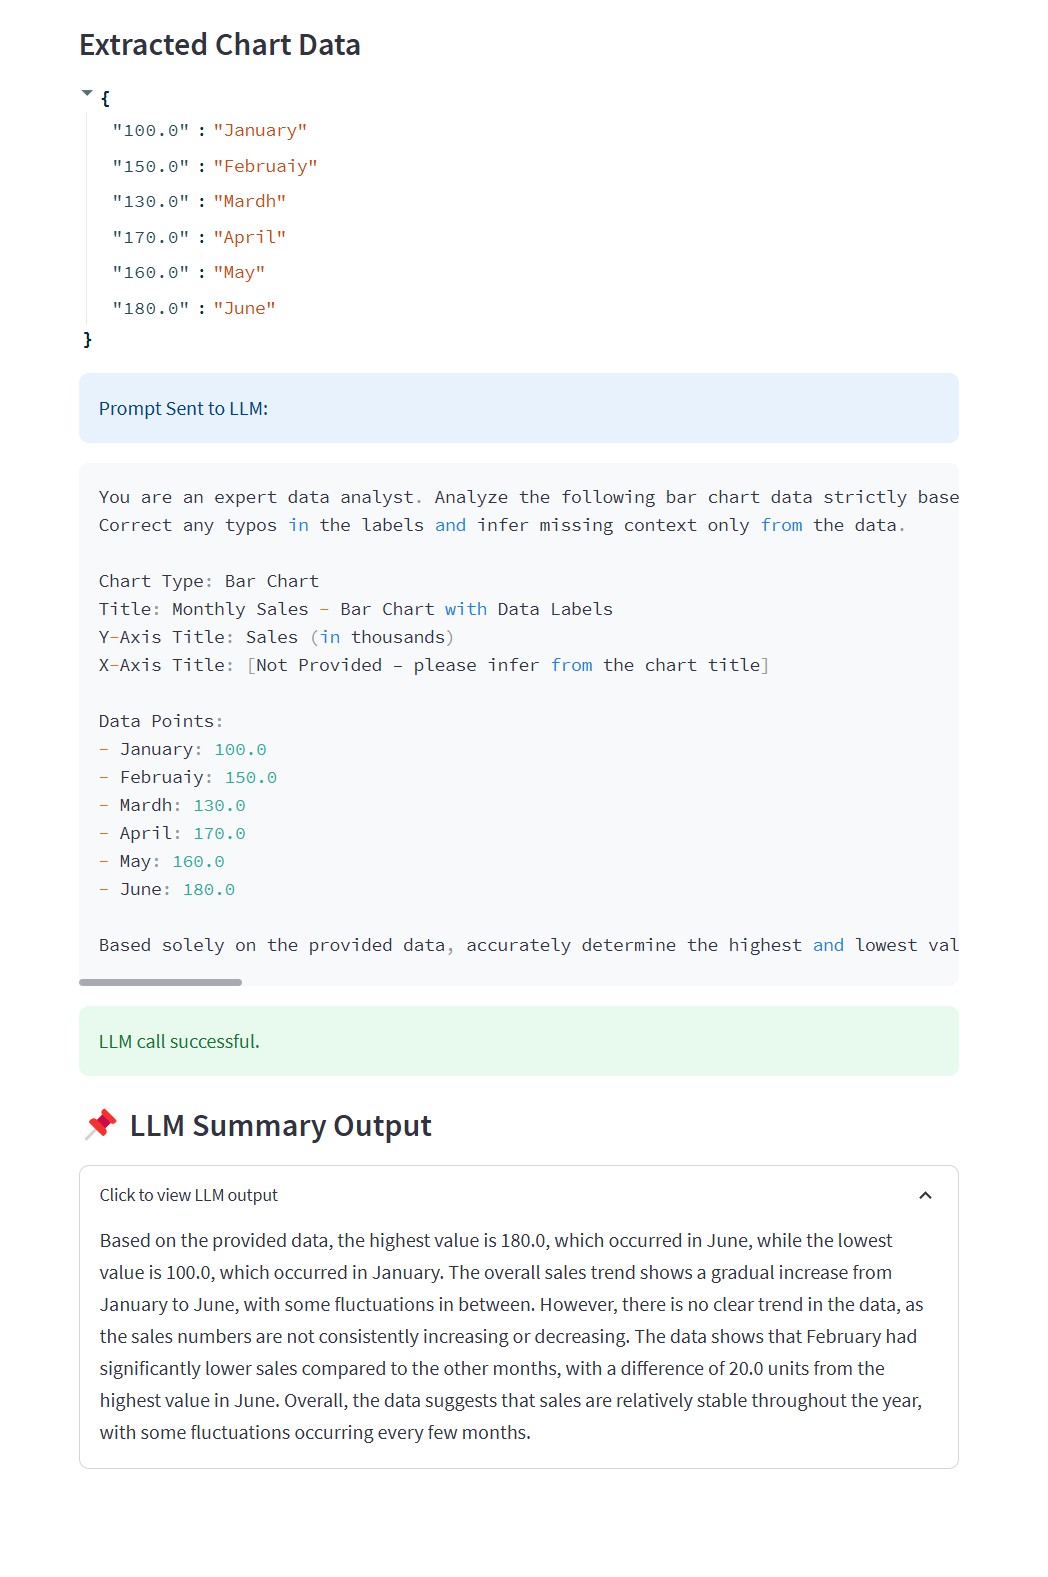 Extracted Chart Data
{
"100.0" : "January"
"150.0" : "Februaiy"
"130.0" : "Mardh"
"170.0" : "April"
"160.0" : "May"
"180.0" : "June"
}
Prompt Sent to LLM:
You are an expert data analyst. Analyze the following bar chart data strictly base
Correct any typos in the labels and infer missing context only from the data.
Chart Type: Bar Chart
Title: Monthly Sales - Bar Chart with Data Labels
Y-Axis Title: Sales (in thousands)
X-Axis Title: [Not Provided – please infer from the chart title]
Data Points:
- January: 100.0
- Februaiy: 150.0
- Mardh: 130.0
- April: 170.0
- May: 160.0
- June: 180.0
Based solely on the provided data, accurately determine the highest and lowest val
LLM call successful.
LLM Summary Output
Click to view LLM output
Based on the provided data, the highest value is 180.0, which occurred in June, while the lowest
value is 100.0, which occurred in January. The overall sales trend shows a gradual increase from
January to June, with some fluctuations in between. However, there is no clear trend in the data, as
the sales numbers are not consistently increasing or decreasing. The data shows that February had
significantly lower sales compared to the other months, with a difference of 20.0 units from the
highest value in June. Overall, the data suggests that sales are relatively stable throughout the year,
with some fluctuations occurring every few months.